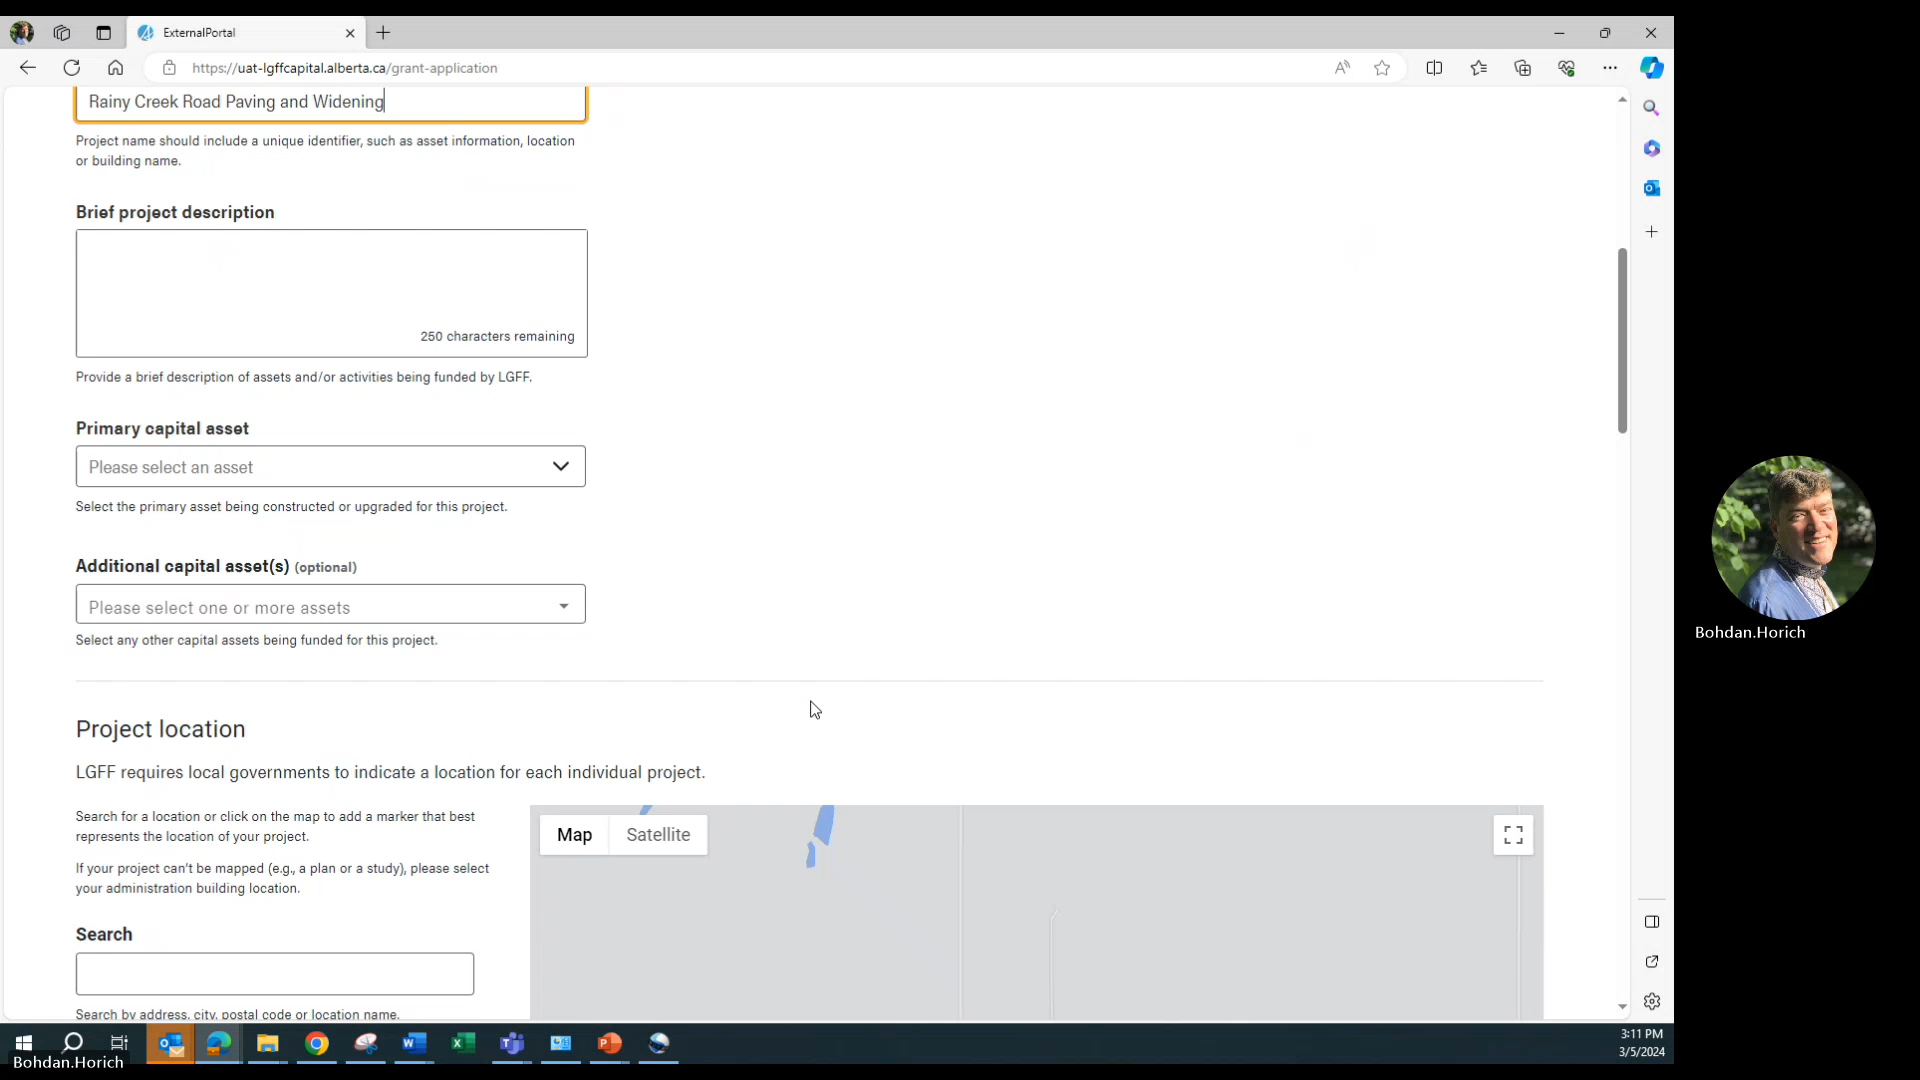 ExternalPortal
https://uat-lgffcapital.alberta.ca/grant-application
Rainy Creek Road Paving and Widening
Project name should include a unique identifier, such as asset information, location
or building name.
Brief project description
250 characters remaining
Provide a brief description of assets and/or activities being funded by LGFF.
Primary capital asset
Please select an asset
Select the primary asset being constructed or upgraded for this project.
Additional capital asset(s) (optional)
Please select one or more assets
Select any other capital assets being funded for this project.
Project location
LGFF requires local governments to indicate a location for each individual project.
Search for a location or click on the map to add a marker that best
represents the location of your project.
If your project can't be mapped (e.g., a plan or a study), please select
your administration building location.
Search
Search by address, city, postal code or location name.
Map
Satellite
Bohdan.Horich
3:11 PM
3/5/2024
Bohdan.Horich